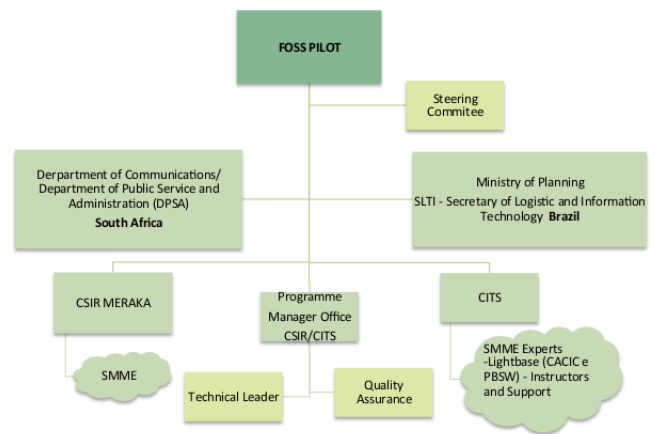 FOSS PILOT
Steering
Commitee
Derpartment of Communications/
Department of Public Service and
Administration (DPSA)
South Africa
Ministry of Planning
SLTI - Secretary of Logistic and Information
Technology Brazil
CSIR MERAKA
Programme
Manager Office
CSIR/CITS
CITS
SMME
SMME Experts
-Lightbase (CACIC e
PBSW) - Instructors
and Support
Technical Leader
Quality
Assurance